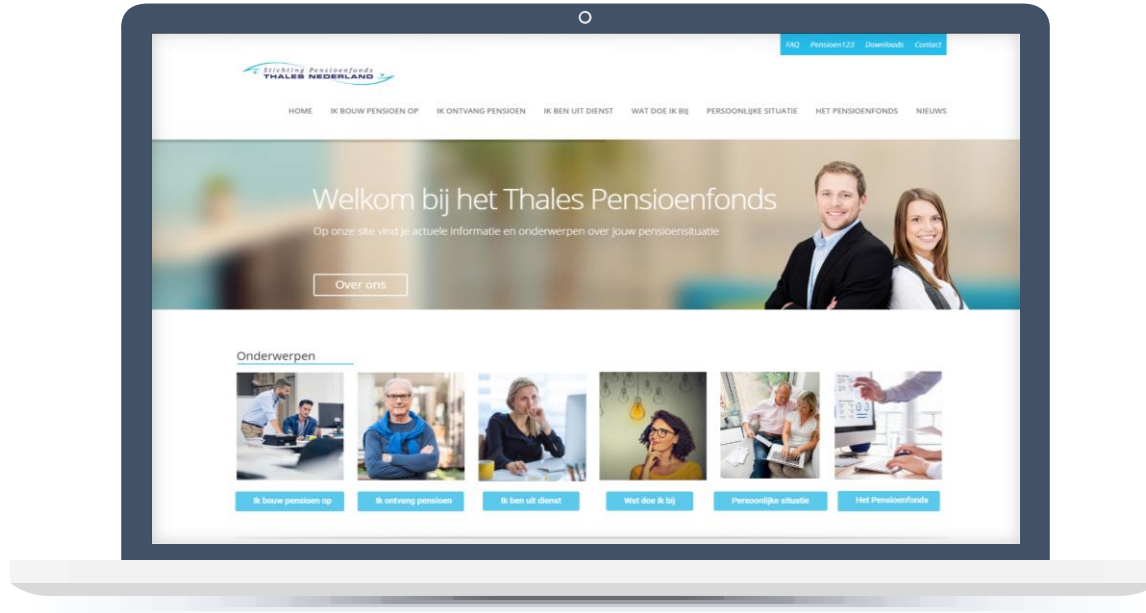 FAQ Pensioen123 Downloads Contact
Stichting Pensioenfonds
THALES NEDERLAND
HOME IK BOUW PENSIOEN OP IK ONTVANG PENSIOEN IK BEN UIT DIENST WAT DOE IK BIJ PERSOONLIJKE SITUATIE HET PENSIOENFONDS NIEUWS
Welkom bij het Thales Pensioenfonds
Op onze site vind je actuele informatie en onderwerpen over jouw pensioensituatie
Over ons
Onderwerpen
Ik bouw pensioen op Ik ontvang pensioen Ik ben uit dienst Wat doe ik bij Persoonlijke situatie Het Pensioenfonds